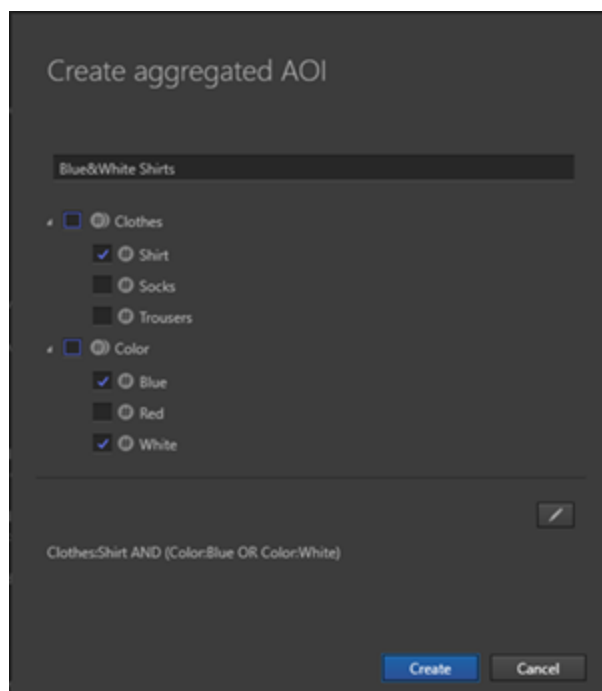 Create aggregated AOI
Blue&White Shirts
Clothes
Shirt
Socks
Trousers
Color
Blue
Red
White
Clothes:Shirt AND (Color:Blue OR Color:White)
Create
Cancel